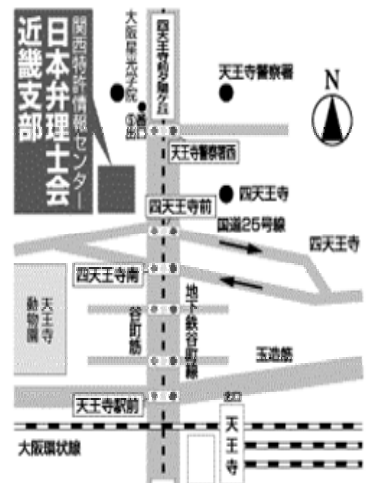 関西特許情報センター
日本弁理士会
近畿支部
大阪星光学院
四天王寺前夕陽ケ丘
天王寺警察署
N
天王寺警察署西
四天王寺前
四天王寺
国道25号線
四天王寺
四天王寺南
天王寺
動物園
谷町筋
地下鉄谷町線
玉造筋
天王寺駅前
大阪環状線
天王寺